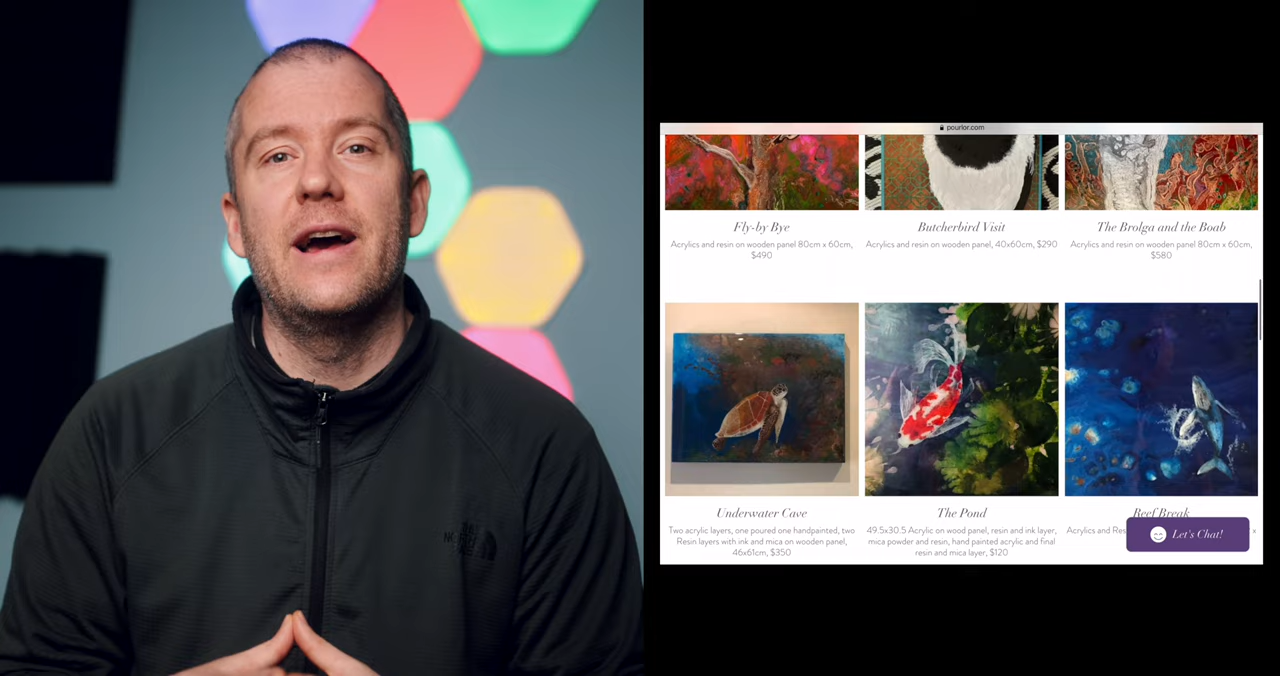 pourlor.com
Fly-by Bye
Acrylics and resin on wooden panel 80cm x 60cm,
$490
Butcherbird Visit
Acrylics and resin on wooden panel, 40x60cm, $290
The Brolga and the Boab
Acrylics and resin on wooden panel 80cm x 60cm,
$580
Underwater Cave
Two acrylic layers, one poured one handpainted, two
Resin layers with ink and mica on wooden panel,
46x61cm, $350
The Pond
49.5x30.5 Acrylic on wood panel, resin and ink layer,
mica powder and resin, hand painted acrylic and final
resin and mica layer, $120
Reef Break
Acrylics and Res
x
Let's Chat!